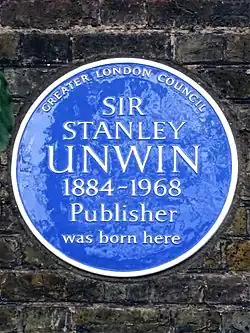 GREATER LONDON COUNCIL
SIR
STANLEY
UNWIN
1884-1968
Publisher
was born here